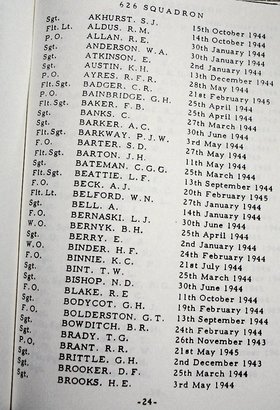 626 SQUADRON
Sgt. AKHURST, S. J. 15th October 1944
Flt. Lt. ALDUS, R. M. 14th October 1944
P. O. ALLAN, R. E. 30th January 1944
Sgt. ANDERSON, W. A. 30th January 1944
Sgt. ATKINSON, E. 2nd January 1944
Sgt. AUSTIN, K. H. 13th December 1944
P. O. AYRES, R. F. R. 28th May 1944
Flt. Sgt. BADGER, C. R. 21st February 1945
P. O. BAINBRIDGE, G. H. 25th April 1944
Flt. Sgt. BAKER, F. B. 25th April 1944
Sgt. BANKS, C. 27th March 1944
Sgt. BARKER, A. C. 30th June 1944
Flt. Sgt. BARKWAY, P. J. W. 3rd May 1944
P. O. BARTER, S. D. 27th May 1944
Flt. Sgt. BARTON, J. H. 11th May 1944
Sgt. BATEMAN, C. G. G. 25th March 1944
Flt. Sgt. BEATTIE, L. F. 13th September 1944
F. O. BECK, A. J. 20th February 1945
Flt. Lt. BELFORD, W. N. 27th January 1944
Sgt. BELL, A. 14th January 1944
F. O. BERNASKI, L. J. 30th June 1944
W. O. BERNYK, B. H. 25th April 1944
Sgt. BERRY, E. 2nd January 1944
W. O. BINDER, H. F. 24th February 1944
F. O. BINNIE, K. C. 21st July 1944
Sgt. BINT, T. W. 25th March 1944
Sgt. BISHOP, N. D. 30th June 1944
F. O. BLAKE, R. E 11th October 1944
F. O. BODYCOT, G. H. 19th February 1944
F. O. BOLDERSTON, G. T. 13th September 1944
Sgt. BOWDITCH, B. R. 24th February 1944
Sgt. BRADY, T. G. 26th November 1943
P. O. BRANT, R. R. 21st May 1945
Sgt. BRITTLE, G. H. 2nd December 1943
Sgt. BROOKER, D. F. 25th March 1944
Sgt. BROOKS, H. E. 3rd May 1944
-24-